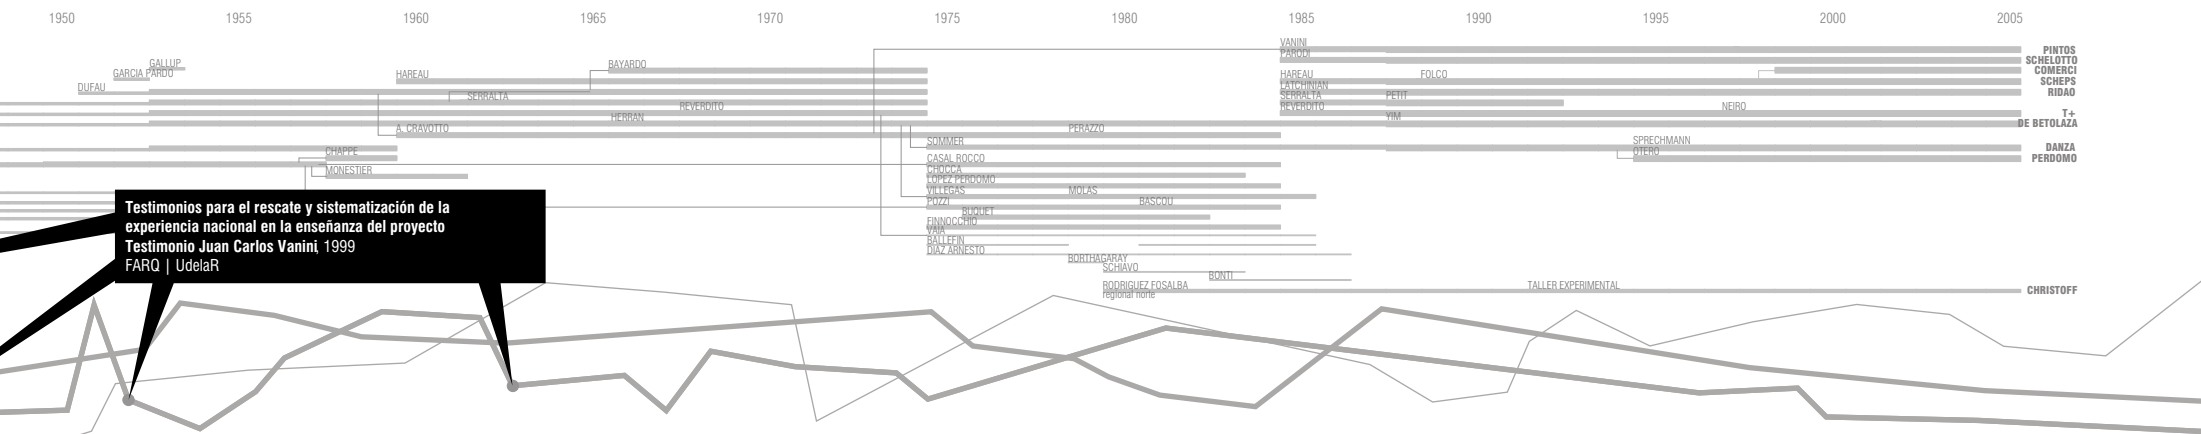 1950 1955 1960 1965 1970 1975 1980 1985 1990 1995 2000 2005
VANINI
PARODI
PINTOS
GALLUP
SCHELOTTO
GARCIA PARDO
BAYARDO
COMERCI
HAREAU
HAREAU
FOLCO
SCHEPS
DUFAU
LATCHINIAN
RIDAO
SERRALTA
SERRALTA
PETIT
REVERDITO
REVERDITO
NEIRO
HERRAN
YIM
T+
DE BETOLAZA
A. CRAVOTTO
PERAZZO
SOMMER
SPRECHMANN
DANZA
CHAPPE
OTERO
PERDOMO
CASAL ROCCO
MONESTIER
CHOCCA
LOPEZ PERDOMO
VILLEGAS
MOLAS
POZZI
BASCOU
BUQUET
FINNOCCHIO
VAIA
BALLEFIN
DIAZ ARNESTO
BORTHAGARAY
SCHIAVO
BONTI
RODRIGUEZ FOSALBA
regional norte
TALLER EXPERIMENTAL
CHRISTOFF
Testimonios para el rescate y sistematización de la
experiencia nacional en la enseñanza del proyecto
Testimonio Juan Carlos Vanini, 1999
FARQ | UdelaR